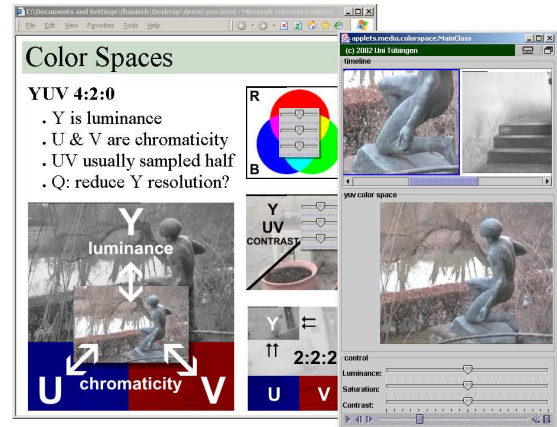 C:\Documents and Settings\fhanisch\Desktop\demo\yuv.html - Microsoft Internet Explorer
File Edit View Favorites Tools Help
Color Spaces
YUV 4:2:0
• Y is luminance
• U & V are chromaticity
• UV usually sampled half
• Q: reduce Y resolution?
Y
luminance
U
chromaticity
V
R
B
Y
UV
CONTRAST
Y
2:2:2
U
V
applets.media.colorspace.MainClass
(c) 2002 Uni Tübingen
timeline
yuv color space
control
Luminance:
Saturation:
Contrast: